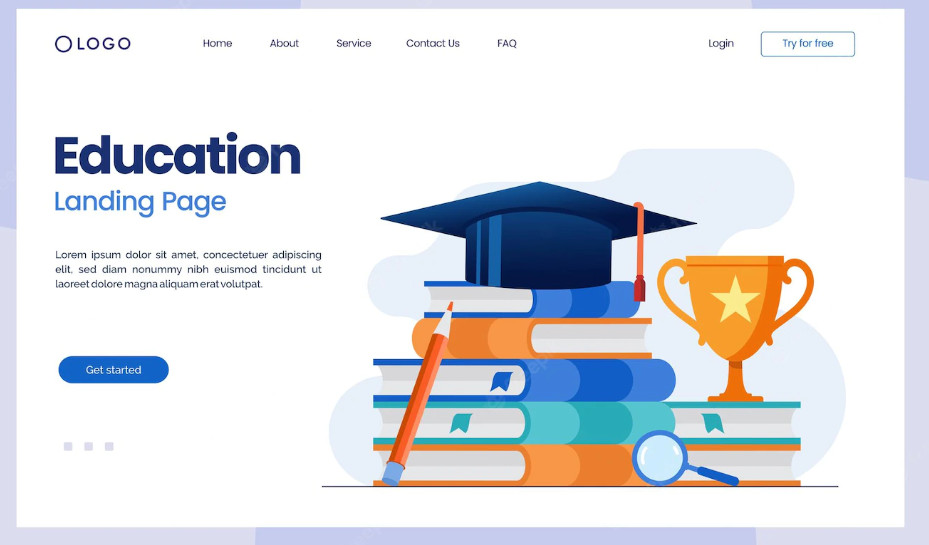 LOGO
Home About Service Contact Us FAQ Login Try for free
Education
Landing Page
Lorem ipsum dolor sit amet, consectetuer adipiscing
elit, sed diam nonummy nibh euismod tincidunt ut
laoreet dolore magna aliquam erat volutpat.
Get started